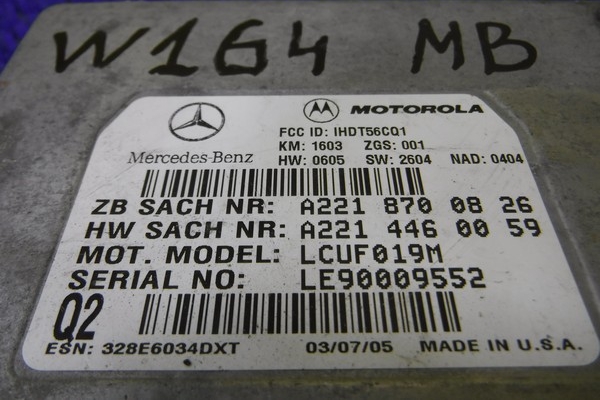 W164 MB
Mercedes-Benz
MOTOROLA
FCC ID: IHDT56CQ1
KM: 1603 ZGS: 001
HW: 0605 SW: 2604 NAD: 0404
ZB SACH NR: A221 870 08 26
HW SACH NR: A221 446 00 59
MOT. MODEL: LCUF019M
SERIAL NO: LE90009552
Q2
ESN: 328E6034DXT 03/07/05 MADE IN U.S.A.